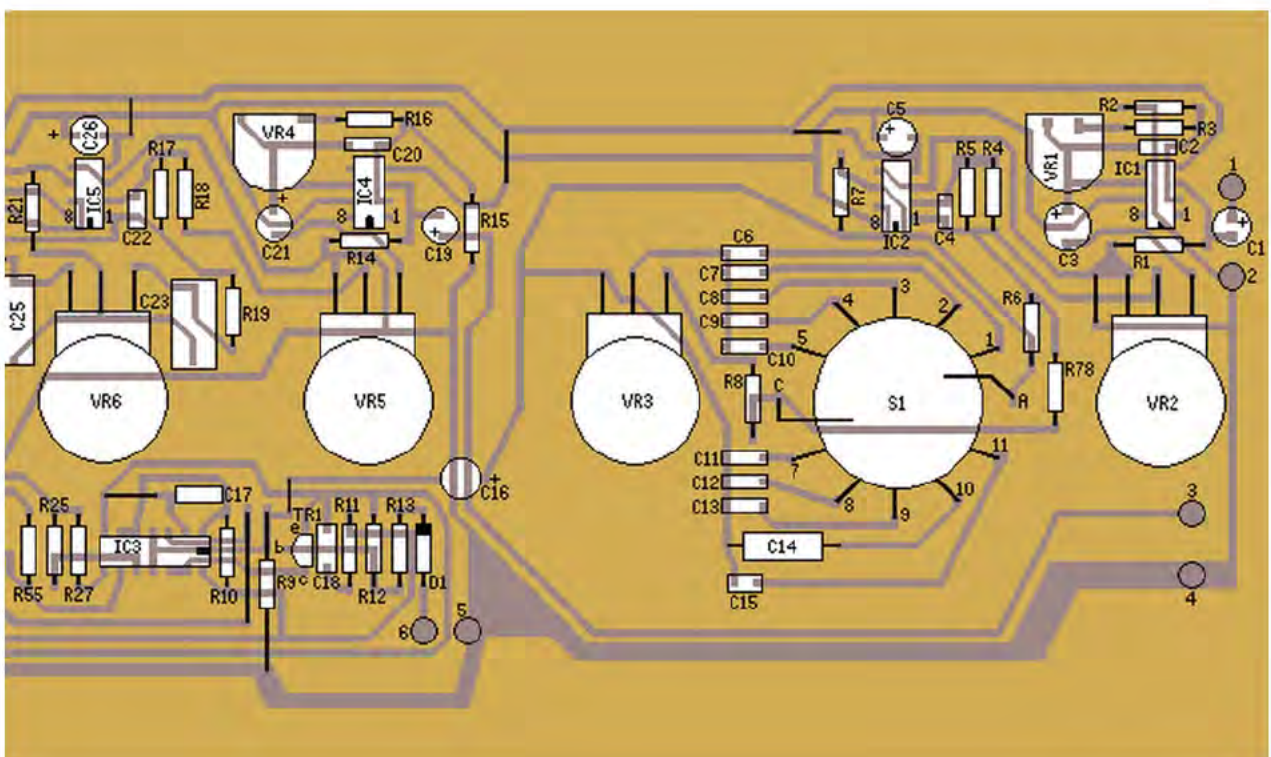 R2
R3
C2
C5
R16
C20
C26
+
VR4
R17
R18
IC4
8 1
R15
C19
+
C21
+
R14
R21
IC5
8 1
C22
R7
IC2
8 1
+
C4
R5 R4
VR1
IC1
8 1
1
C1
+
2
C3
+
R1
C6
C7
C8
C9
C10
C25
C23
R19
VR6
VR5
VR3
R8
C
S1
A
1
2
3
4
5
7
8
9
10
11
R6
R78
VR2
C11
C12
C13
C14
C15
C16
+
3
4
R25
R55
R27
IC3
C17
R10
R9
TR1
e
b
c
C18
R11
R12
R13
D1
6
5